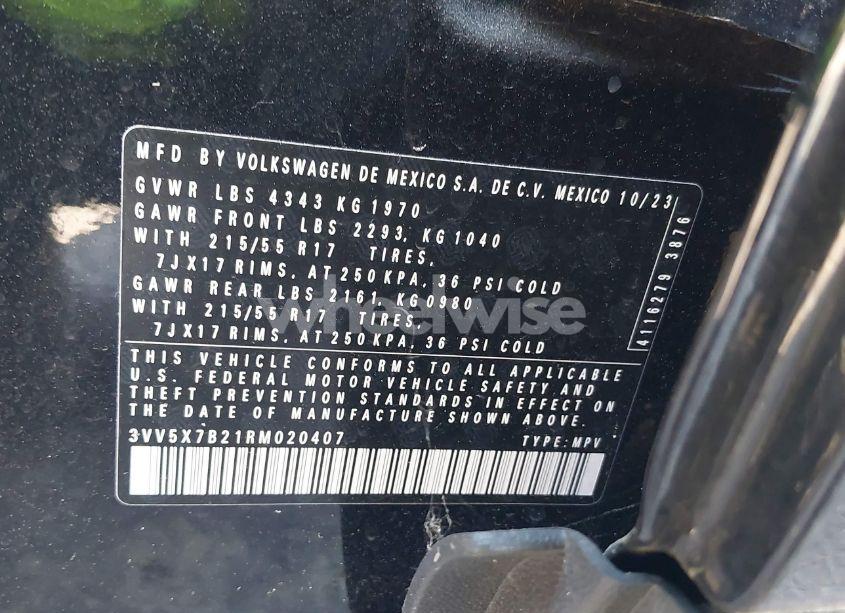 MFD BY VOLKSWAGEN DE MEXICO S.A. DE C.V. MEXICO 10/23
GVWR LBS 4343 KG 1970
GAWR FRONT LBS 2293, KG 1040
WITH 215/55 R17 TIRES,
7JX17 RIMS, AT 250 KPA, 36 PSI COLD
GAWR REAR LBS 2161, KG 0980
WITH 215/55 R17 TIRES,
7JX17 RIMS, AT 250 KPA, 36 PSI COLD
THIS VEHICLE CONFORMS TO ALL APPLICABLE
U.S. FEDERAL MOTOR VEHICLE SAFETY AND
THEFT PREVENTION STANDARDS IN EFFECT ON
THE DATE OF MANUFACTURE SHOWN ABOVE.
3VV5X7B21RM020407 TYPE: MPV
4116279 3876
wheelwise